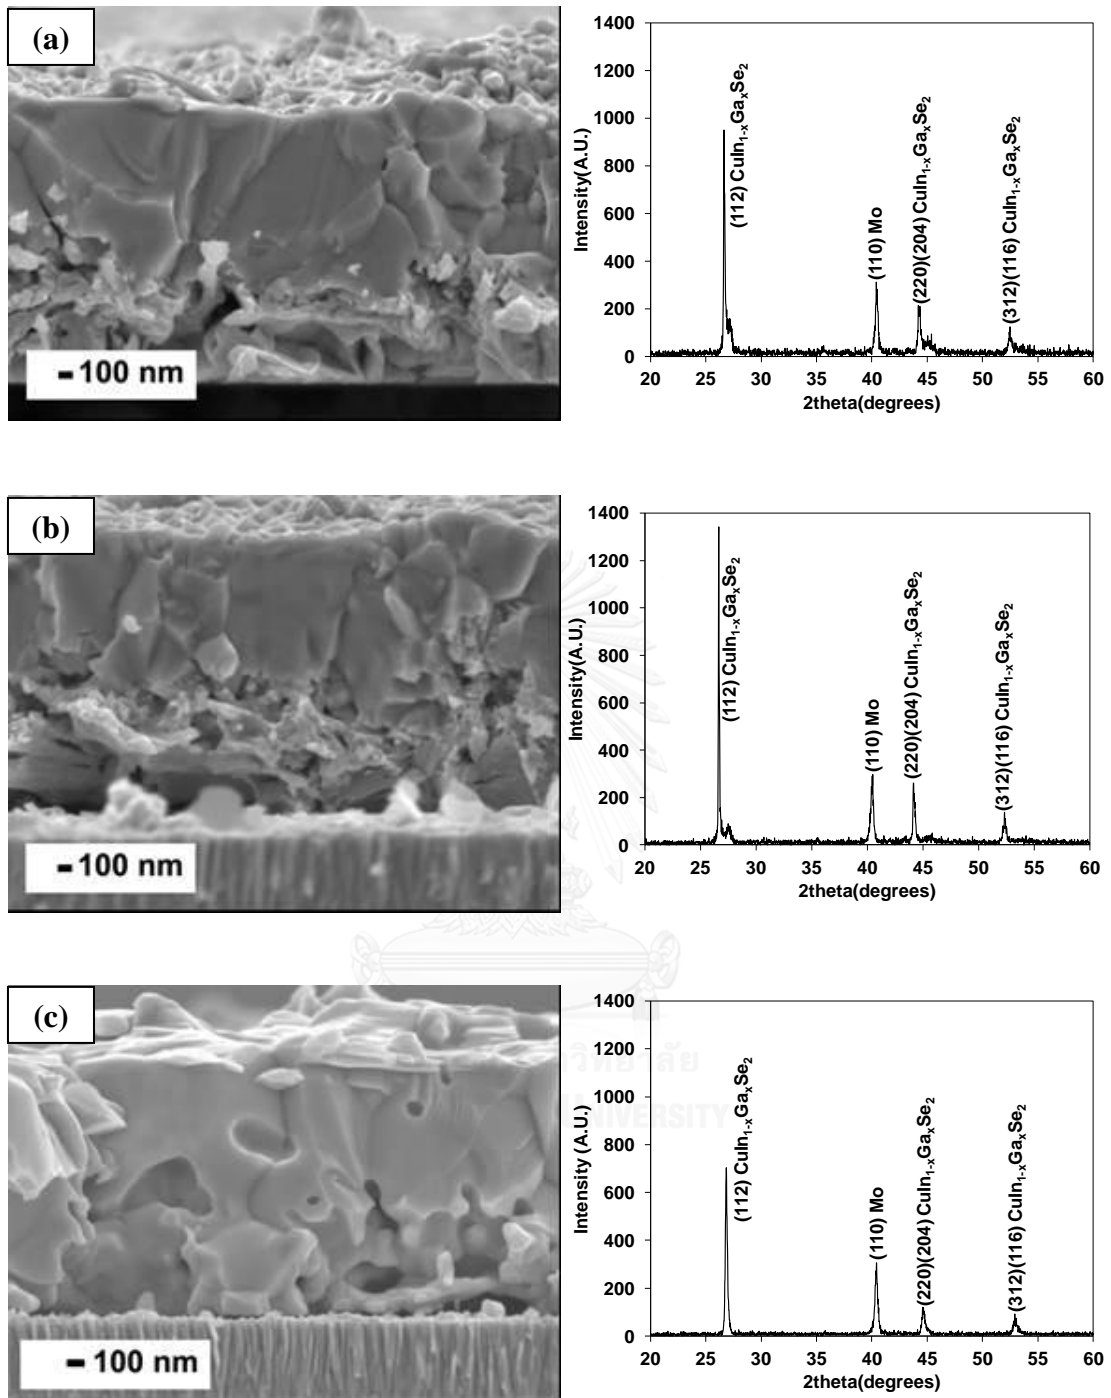 (a)
100 nm
1400
1200
1000
800
600
400
200
0
Intensity(A.U.)
(112) CuIn1-xGaxSe2
(110) Mo
(220)(204) CuIn1-xGaxSe2
(312)(116) CuIn1-xGaxSe2
20 25 30 35 40 45 50 55 60
2theta(degrees)
(b)
100 nm
1400
1200
1000
800
600
400
200
0
Intensity(A.U.)
(112) CuIn1-xGaxSe2
(110) Mo
(220)(204) CuIn1-xGaxSe2
(312)(116) CuIn1-xGaxSe2
20 25 30 35 40 45 50 55 60
2theta(degrees)
(c)
100 nm
1400
1200
1000
800
600
400
200
0
Intensity (A.U.)
(112) CuIn1-xGaxSe2
(110) Mo
(220)(204) CuIn1-xGaxSe2
(312)(116) CuIn1-xGaxSe2
20 25 30 35 40 45 50 55 60
2theta(degrees)
UNIVERSITY